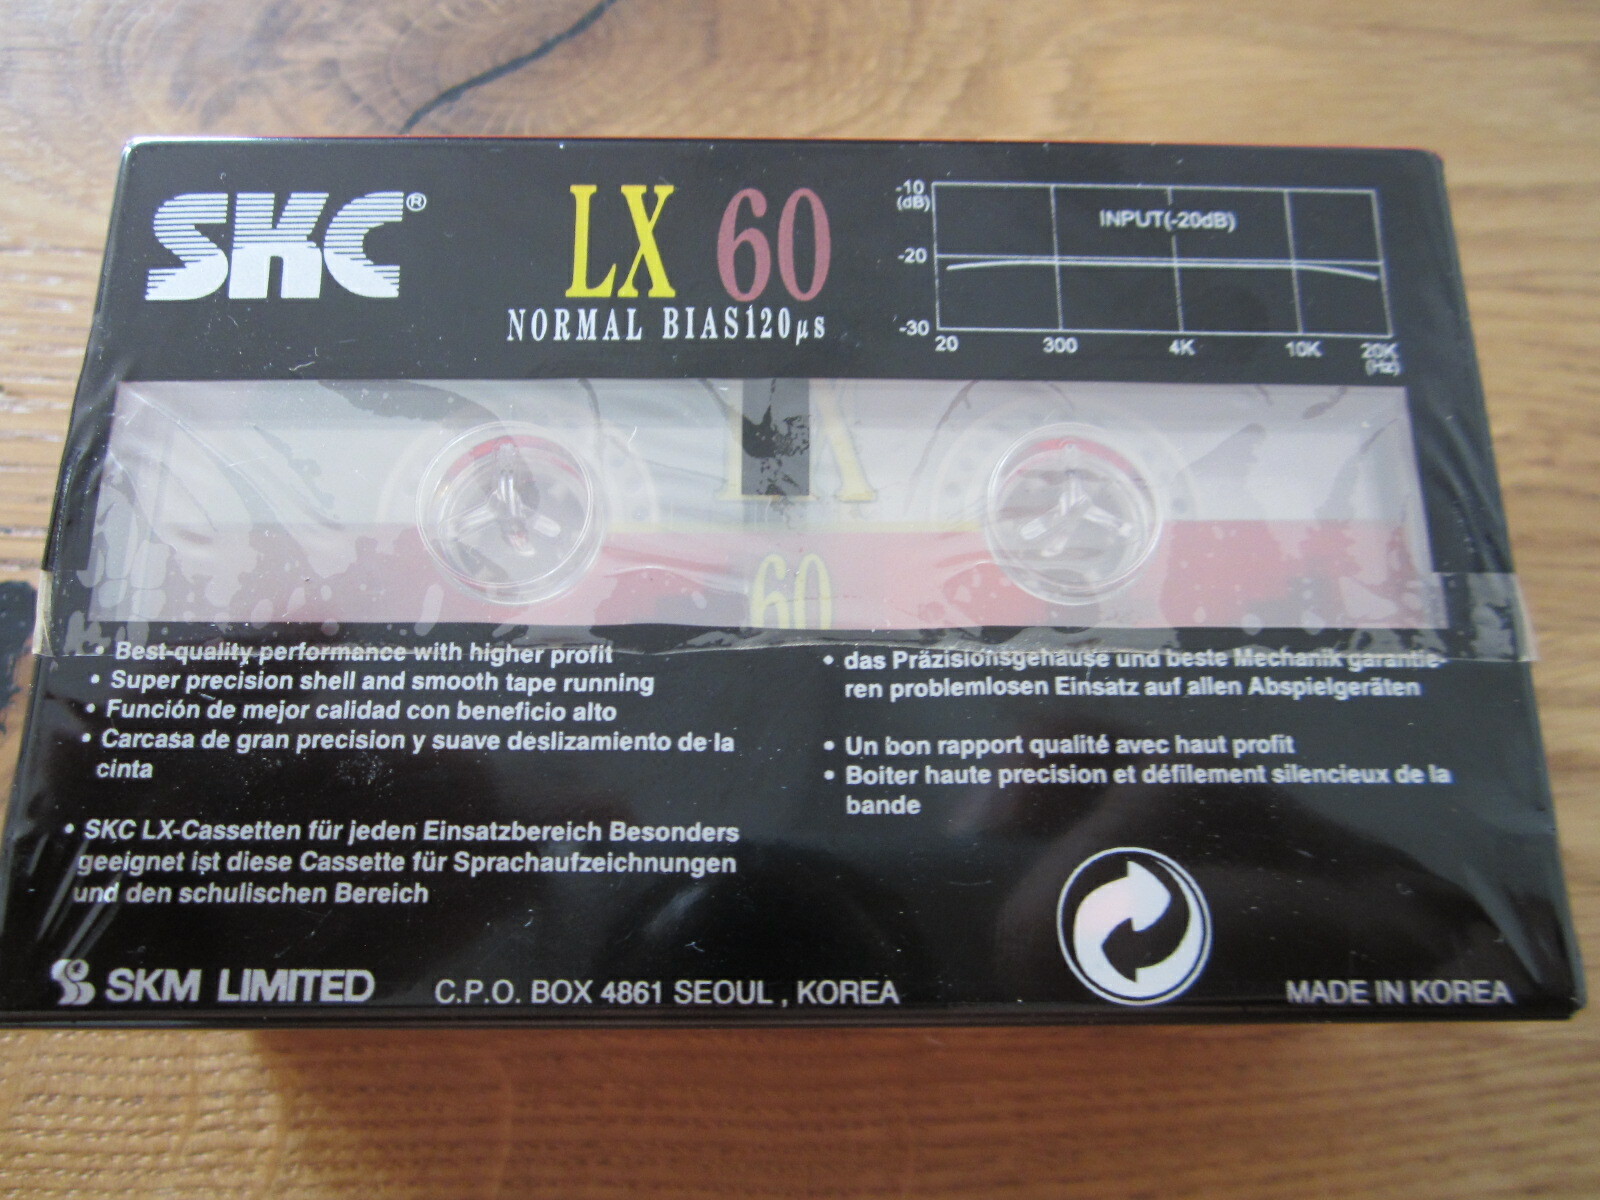 SKC®
LX 60
NORMAL BIAS 120µs
-10
(dB)
INPUT(-20dB)
-20
-30
20 300 4K 10K 20K
(Hz)
LX
60
• Best-quality performance with higher profit
• Super precision shell and smooth tape running
• Función de mejor calidad con beneficio alto
• Carcasa de gran precision y suave deslizamiento de la
cinta
• SKC LX-Cassetten für jeden Einsatzbereich Besonders
geeignet ist diese Cassette für Sprachaufzeichnungen
und den schulischen Bereich
• das Präzisionsgehäuse und beste Mechanik garantie-
ren problemlosen Einsatz auf allen Abspielgeräten
• Un bon rapport qualité avec haut profit
• Boiter haute precision et défilement silencieux de la
bande
SKM LIMITED
C.P.O. BOX 4861 SEOUL , KOREA
MADE IN KOREA